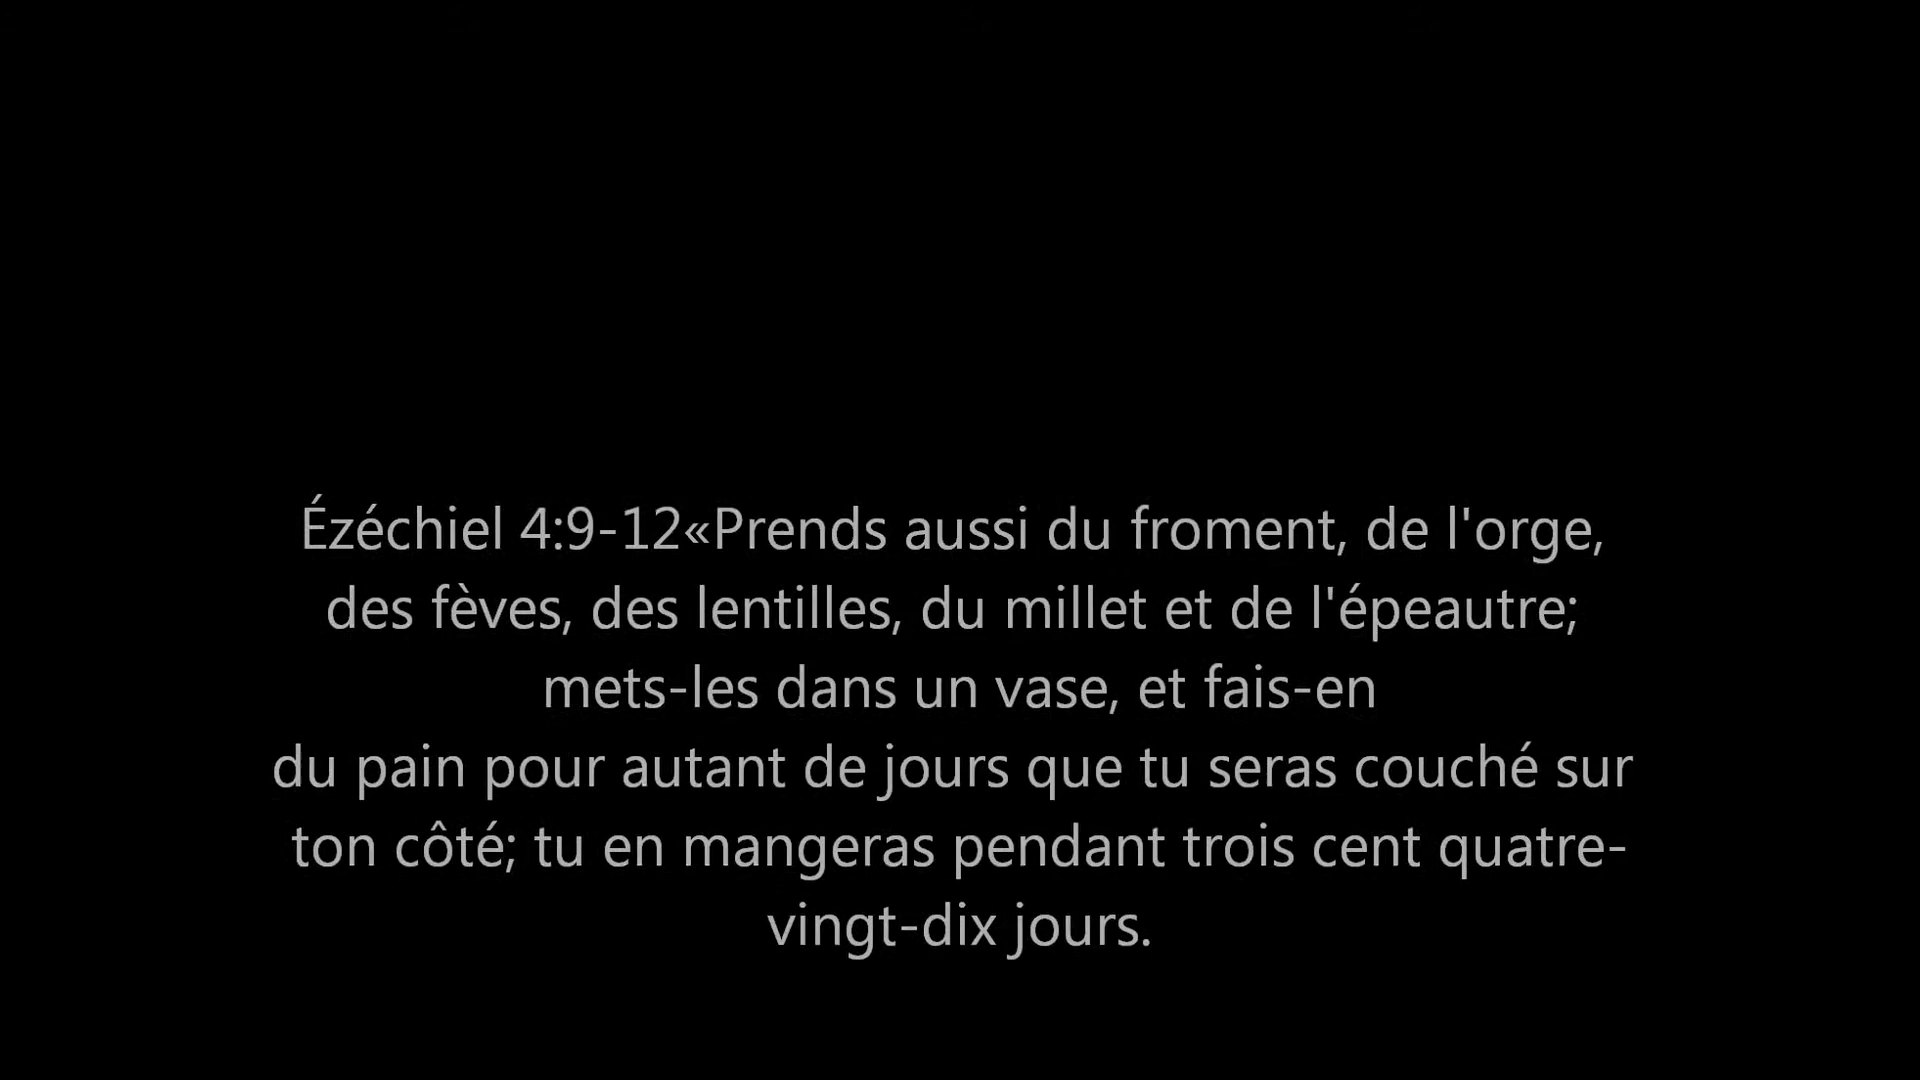 Ézéchiel 4:9-12«Prends aussi du froment, de l'orge,
des fèves, des lentilles, du millet et de l'épeautre;
mets-les dans un vase, et fais-en
du pain pour autant de jours que tu seras couché sur
ton côté; tu en mangeras pendant trois cent quatre-
vingt-dix jours.